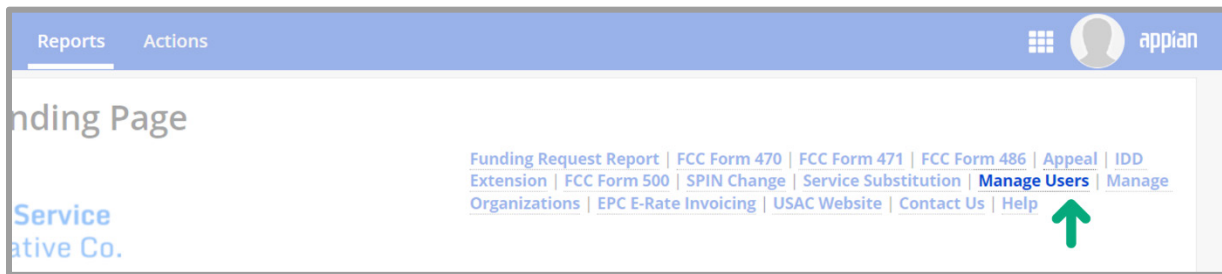 Reports Actions appian
nding Page
Funding Request Report | FCC Form 470 | FCC Form 471 | FCC Form 486 | Appeal | IDD
Extension | FCC Form 500 | SPIN Change | Service Substitution | Manage Users | Manage
Organizations | EPC E-Rate Invoicing | USAC Website | Contact Us | Help
Service
ative Co.